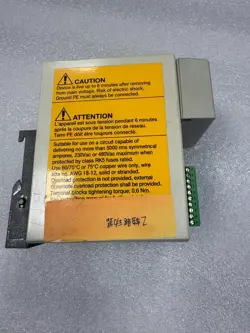 CAUTION
Device is live up to 6 minutes after removing
from main voltage. Risk of electric shock.
Ground PE must always be connected.
ATTENTION
L'appareil est sous tension pendant 6 minutes
après la coupure de la tension de réseau.
Terre PE doit être toujours connecté.
Suitable for use on a circuit capable of
delivering no more than 5000 rms symmetrical
amperes, 230Vac or 480Vac maximum when
protected by class RK5 fuses rated.
Use 60/75°C or 75°C copper wire only, wire
size no. AWG 18-12, solid or stranded.
Overload protection is not provided, external
overload protection shall be provided.
Terminal blocks tightening torque: 0,6 Nm.